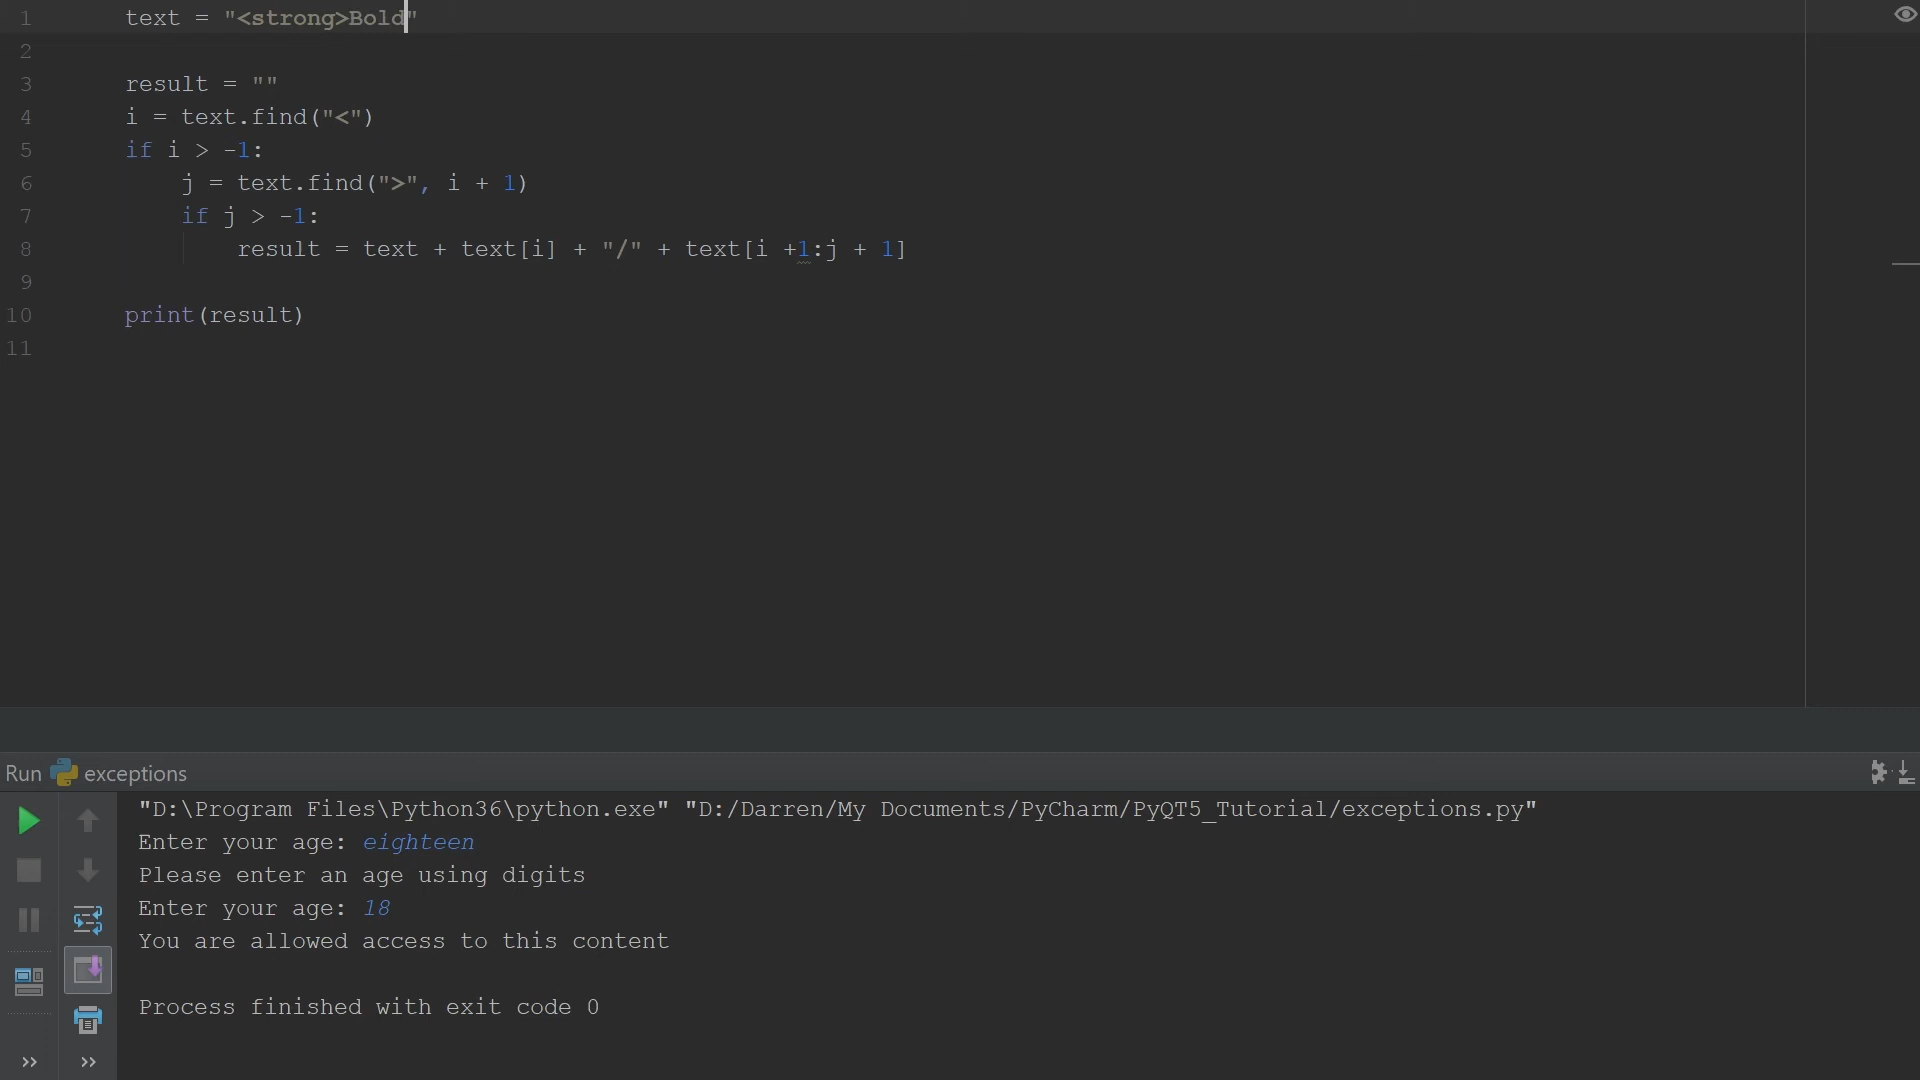 1 text = "<strong>Bold"
2
3 result = ""
4 i = text.find("<")
5 if i > -1:
6 j = text.find(">", i + 1)
7 if j > -1:
8 result = text + text[i] + "/" + text[i +1:j + 1]
9
10 print(result)
11
Run exceptions
"D:\Program Files\Python36\python.exe" "D:/Darren/My Documents/PyCharm/PyQT5_Tutorial/exceptions.py"
Enter your age: eighteen
Please enter an age using digits
Enter your age: 18
You are allowed access to this content
Process finished with exit code 0